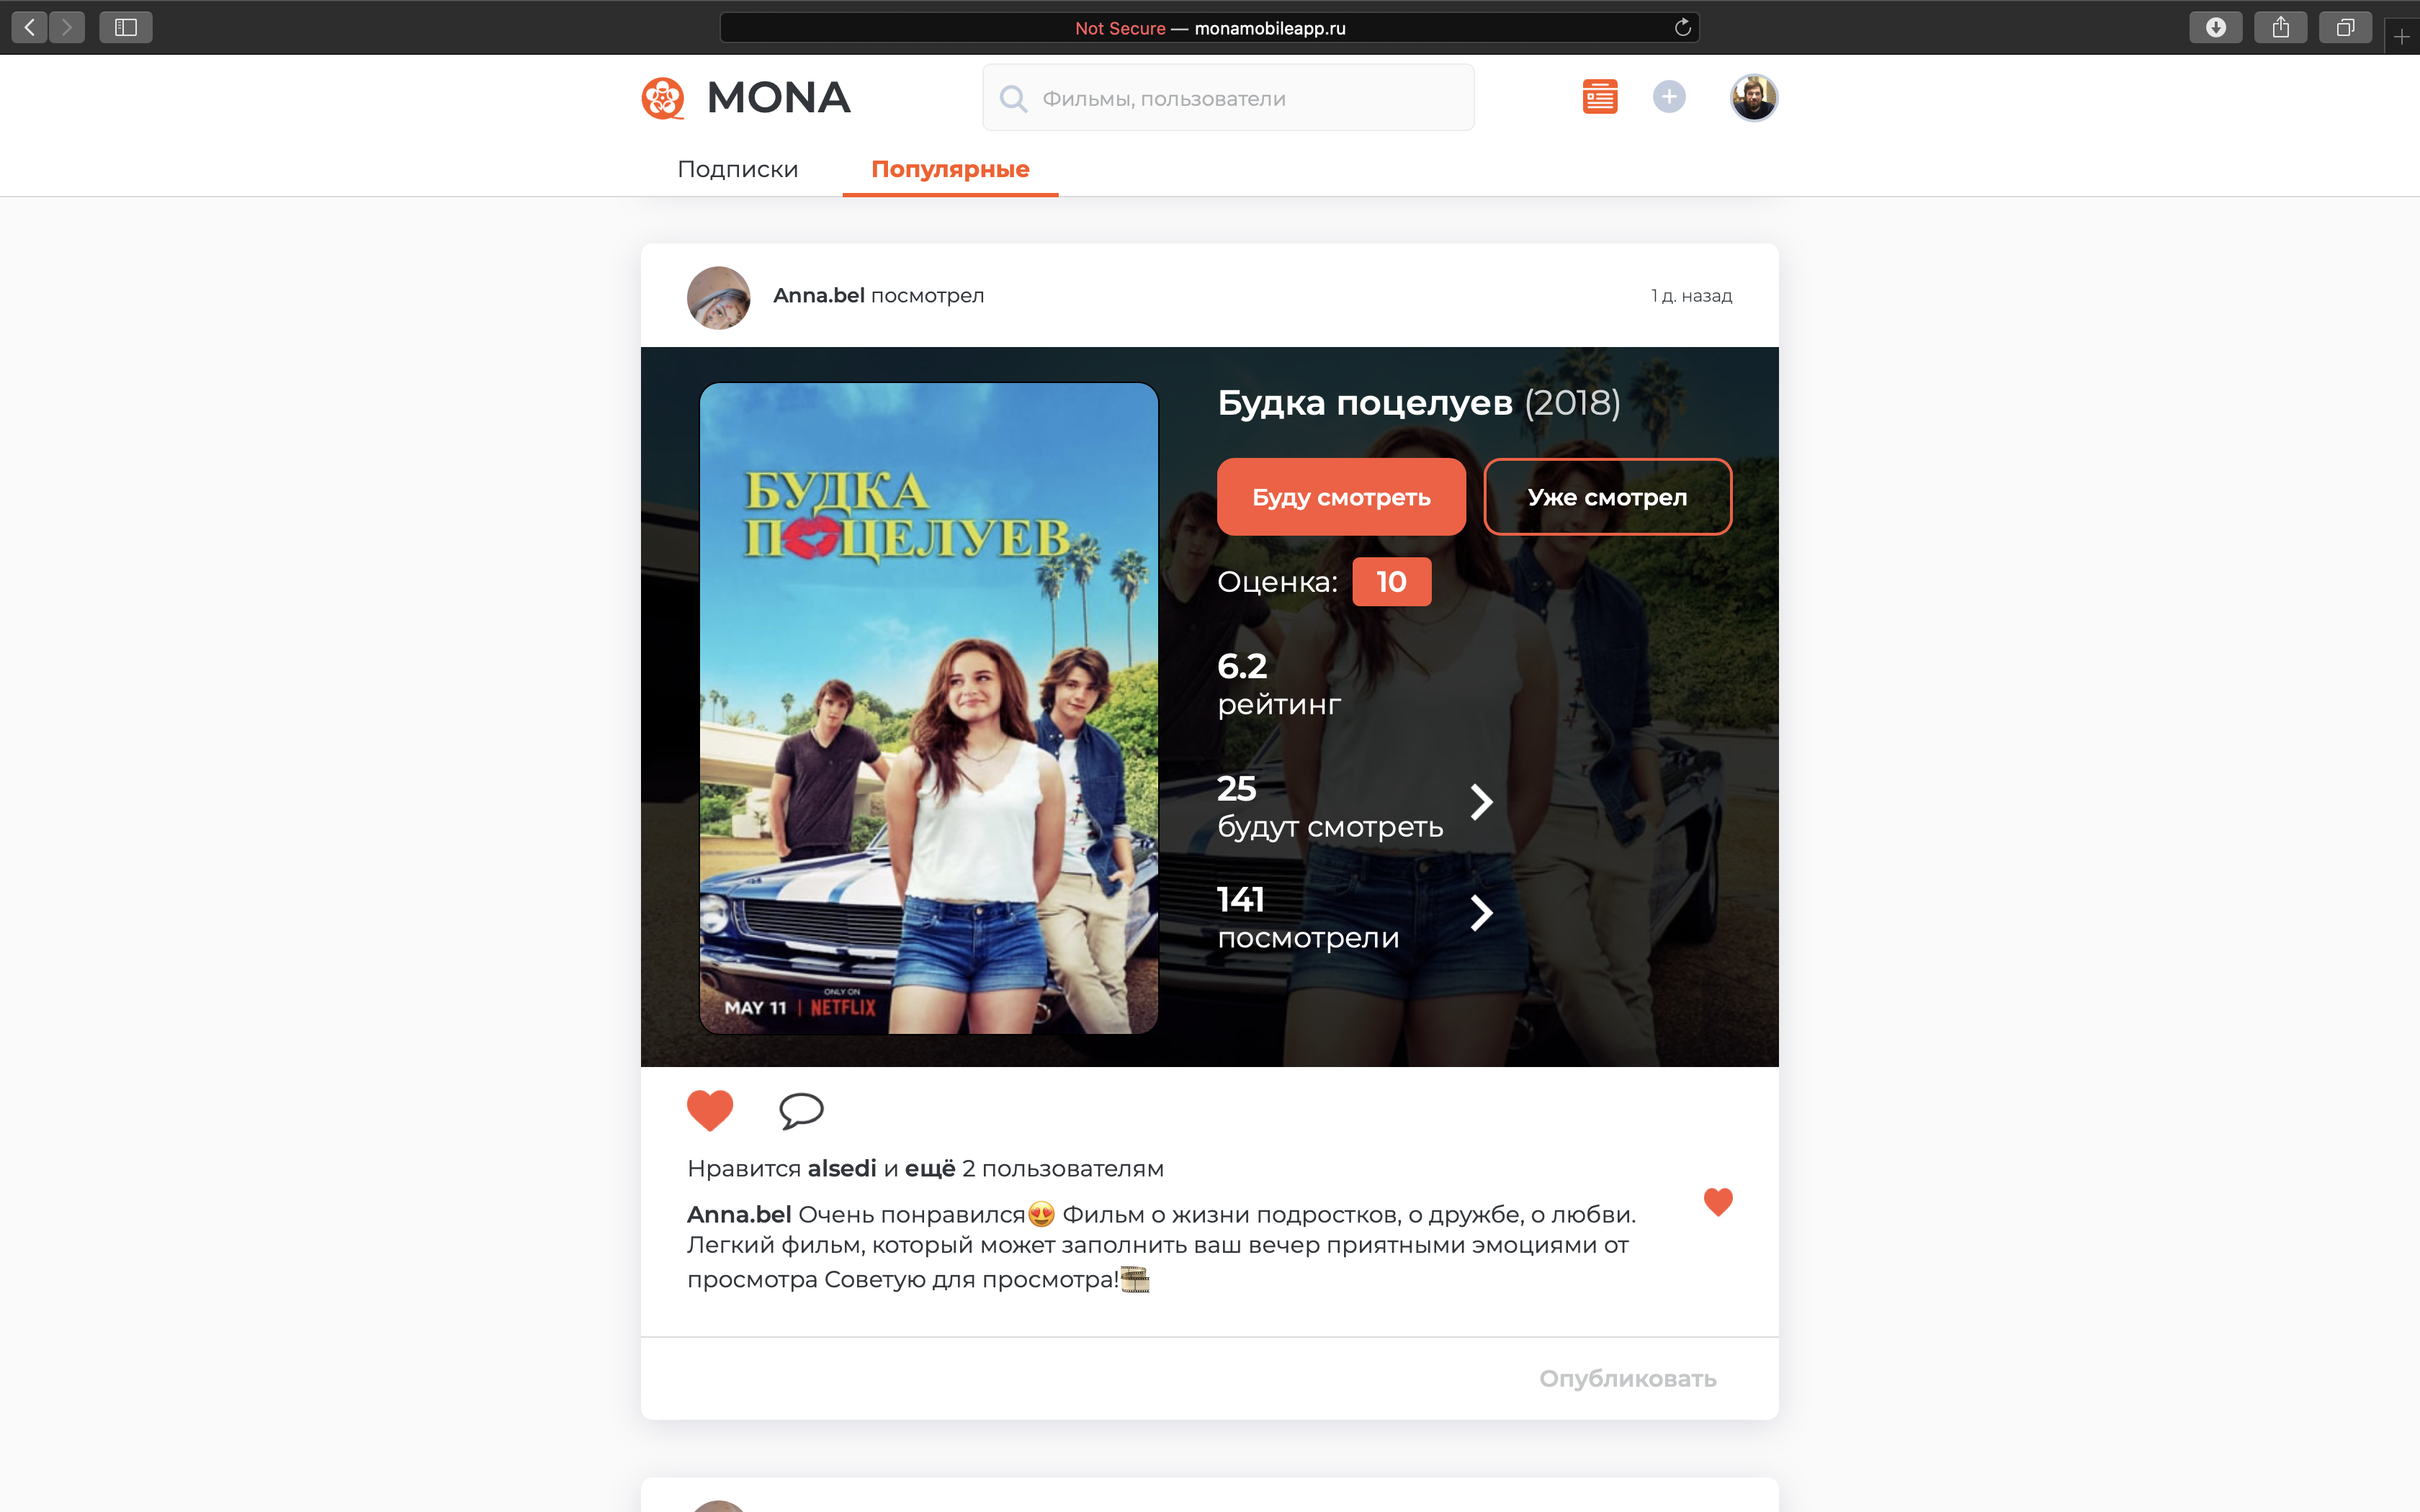 Not Secure — monamobileapp.ru
MONA
Фильмы, пользователи
Подписки
Популярные
Anna.bel посмотрел
1 д. назад
БУДКА
ПОЦЕЛУЕВ
MAY 11 | ONLY ON NETFLIX
Будка поцелуев (2018)
Буду смотреть
Уже смотрел
Оценка: 10
6.2
рейтинг
25
будут смотреть
141
посмотрели
Нравится alsedi и ещё 2 пользователям
Anna.bel Очень понравился😍 Фильм о жизни подростков, о дружбе, о любви.
Легкий фильм, который может заполнить ваш вечер приятными эмоциями от
просмотра Советую для просмотра!🎞
Опубликовать